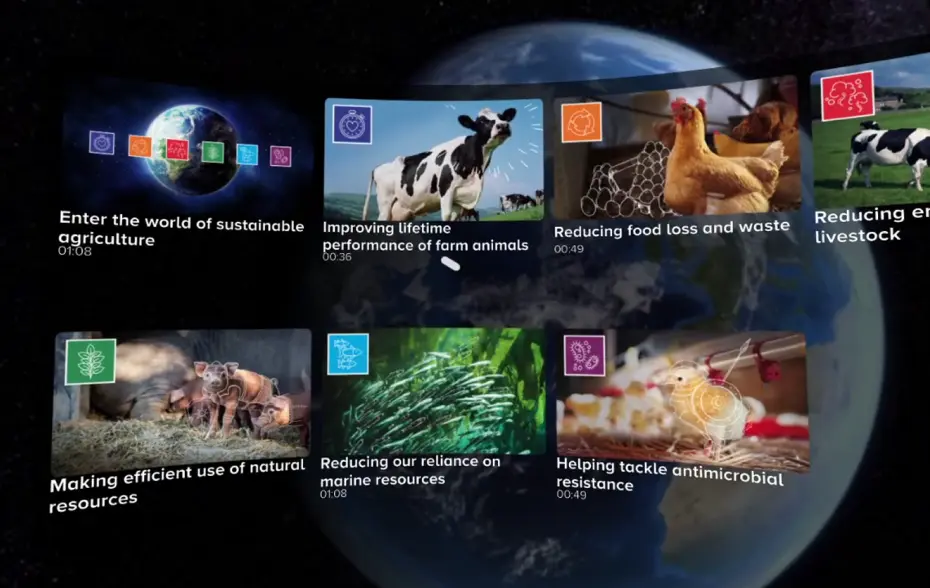 Enter the world of sustainable
agriculture
01:08
Improving lifetime
performance of farm animals
00:36
Reducing food loss and waste
00:49
Reducing
livestock
Making efficient use of natural
resources
Reducing our reliance on
marine resources
01:08
Helping tackle antimicrobial
resistance
00:49